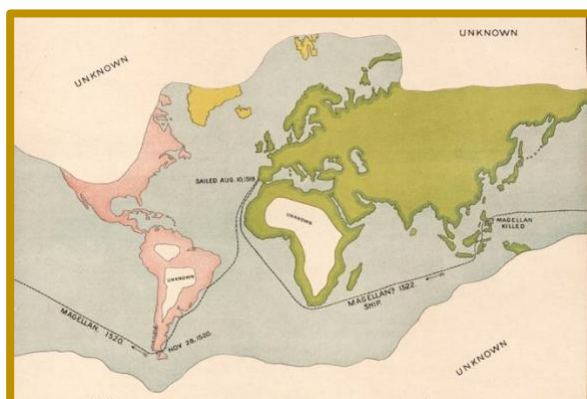 UNKNOWN
UNKNOWN
SAILED AUG. 10, 1519
UNKNOWN
MAGELLAN
KILLED
UNKNOWN
MAGELLAN'S 1522.
SHIP.
MAGELLAN. 1520.
NOV 28, 1520.
UNKNOWN